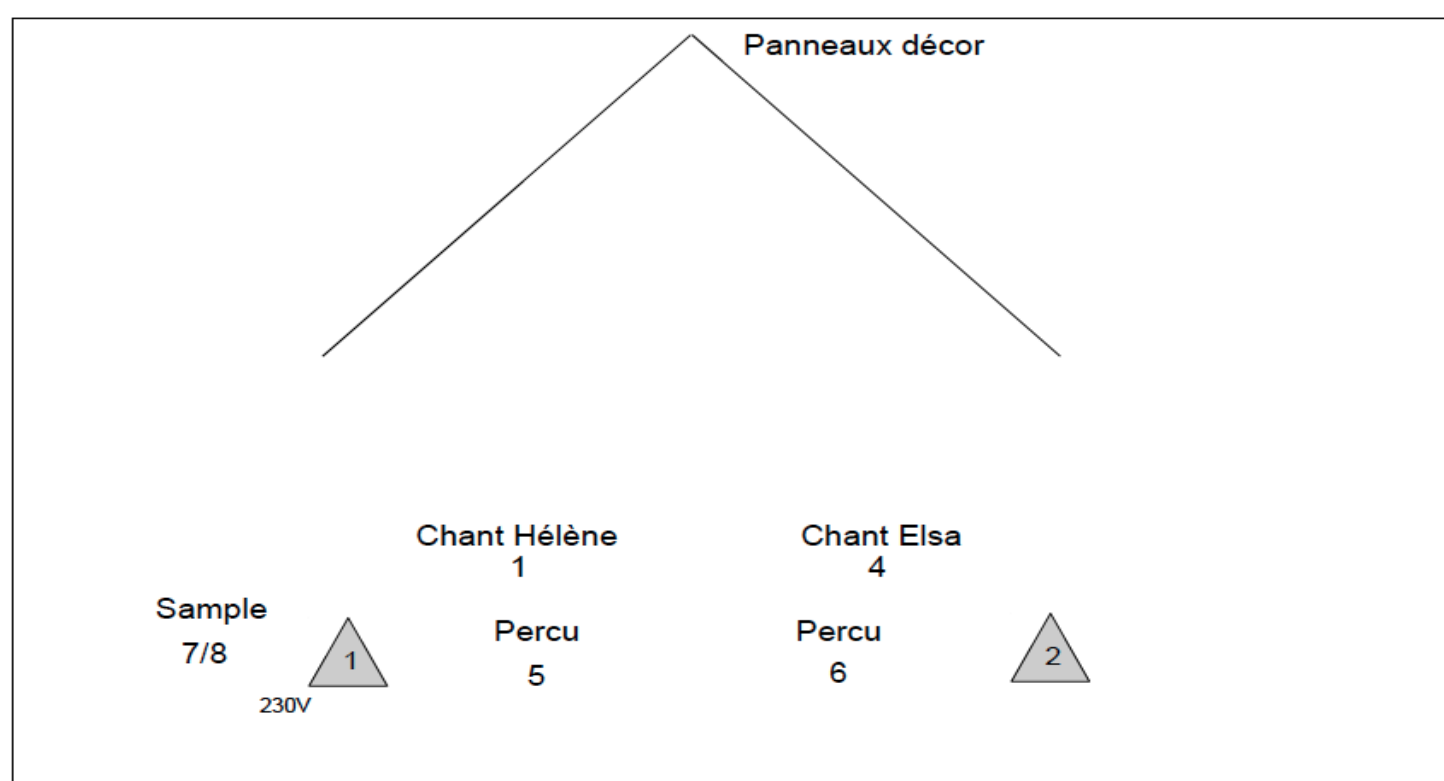 Panneaux décor
Chant Hélène
1
Chant Elsa
4
Sample
7/8
1
230V
Percu
5
Percu
6
2